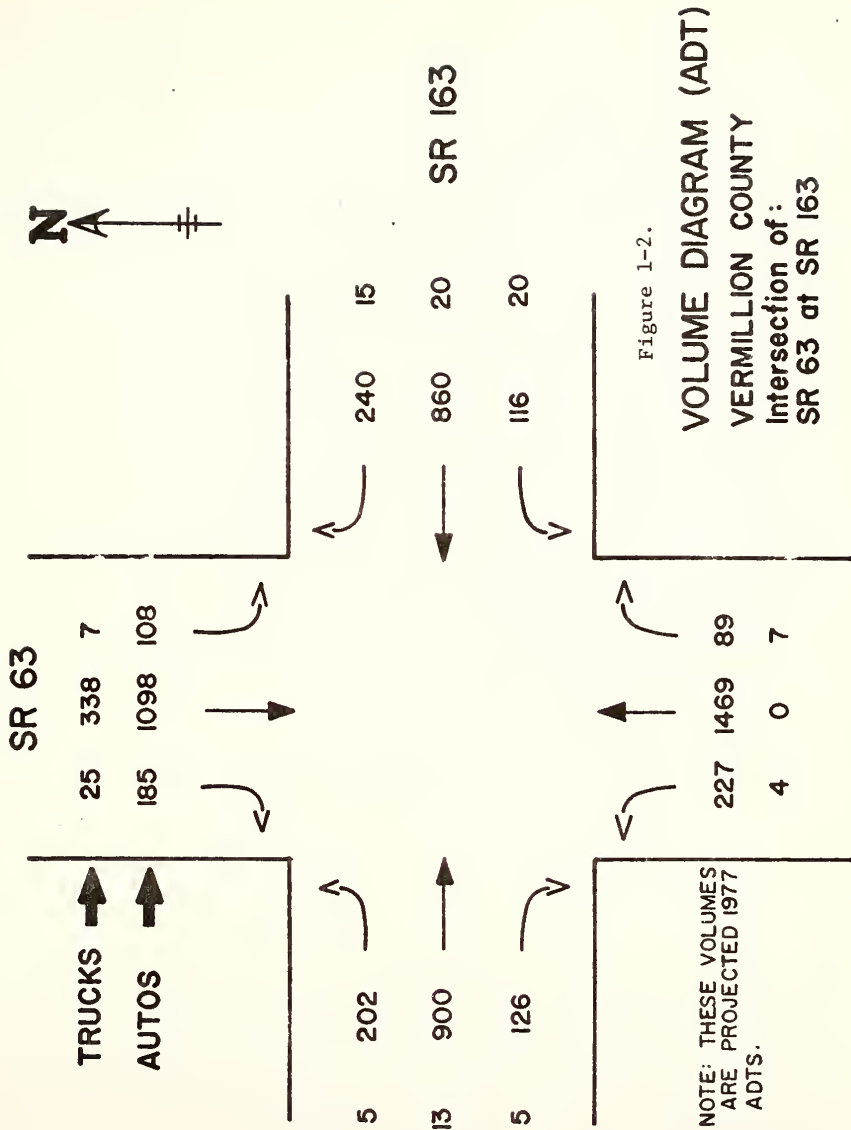 N
SR 63
TRUCKS 25 338 7
AUTOS 185 1098 108
5 202
13 900
5 126
240 15
860 20
116 20
SR 163
227 1469 89
4 0 7
NOTE: THESE VOLUMES
ARE PROJECTED 1977
ADTS.
Figure 1-2.
VOLUME DIAGRAM (ADT)
VERMILLION COUNTY
Intersection of:
SR 63 at SR 163